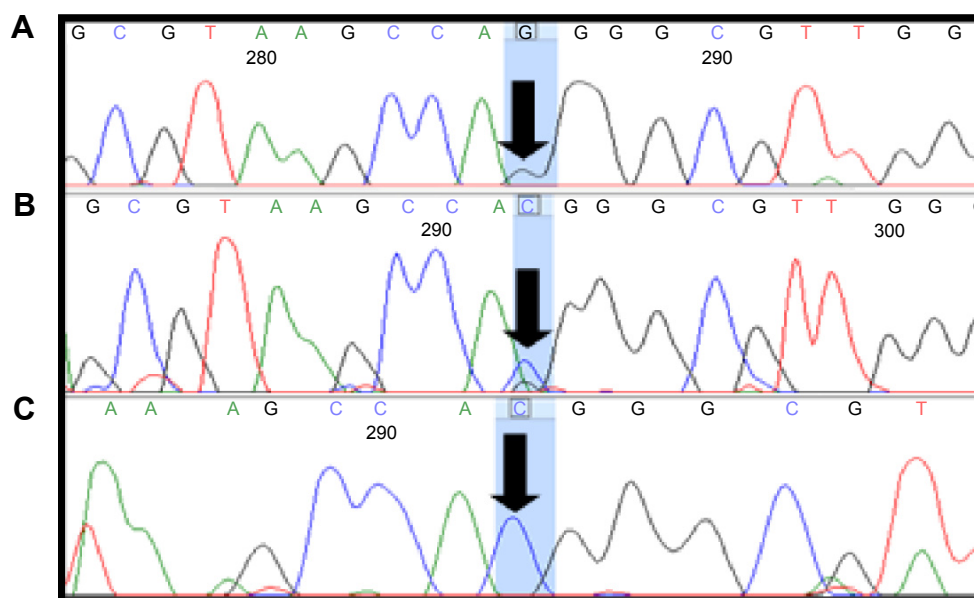 A G C G T A A G C C A G G G G C G T T G G
280 290
B G C G T A A G C C A C G G G C G T T G G
290 300
C A A A G C C A C G G G C G T
290